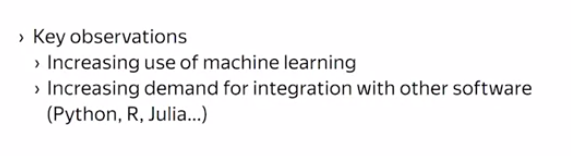 › Key observations
› Increasing use of machine learning
› Increasing demand for integration with other software
(Python, R, Julia...)